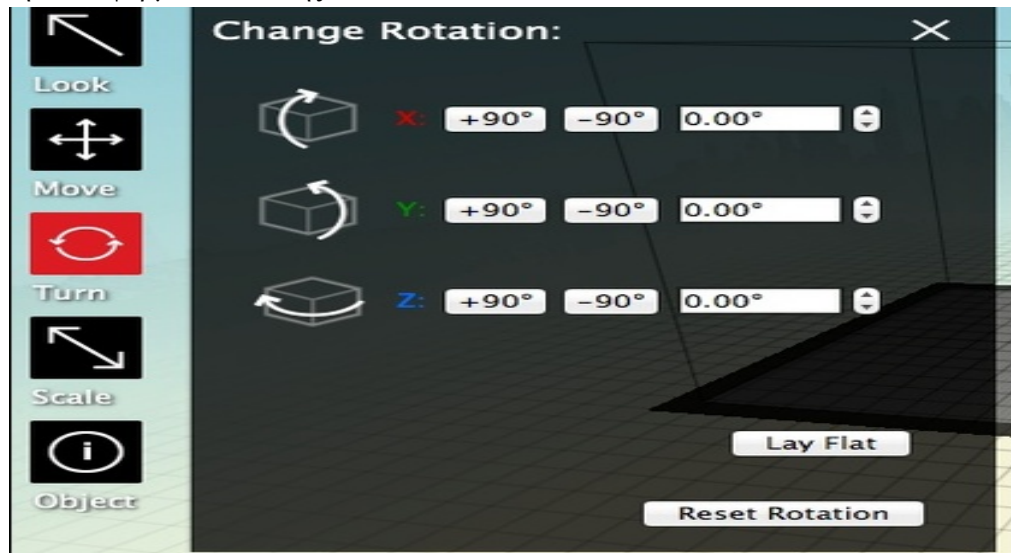 Change Rotation:
Look
X: +90° -90° 0.00°
Move
Y: +90° -90° 0.00°
Turn
Z: +90° -90° 0.00°
Scale
Lay Flat
Object
Reset Rotation